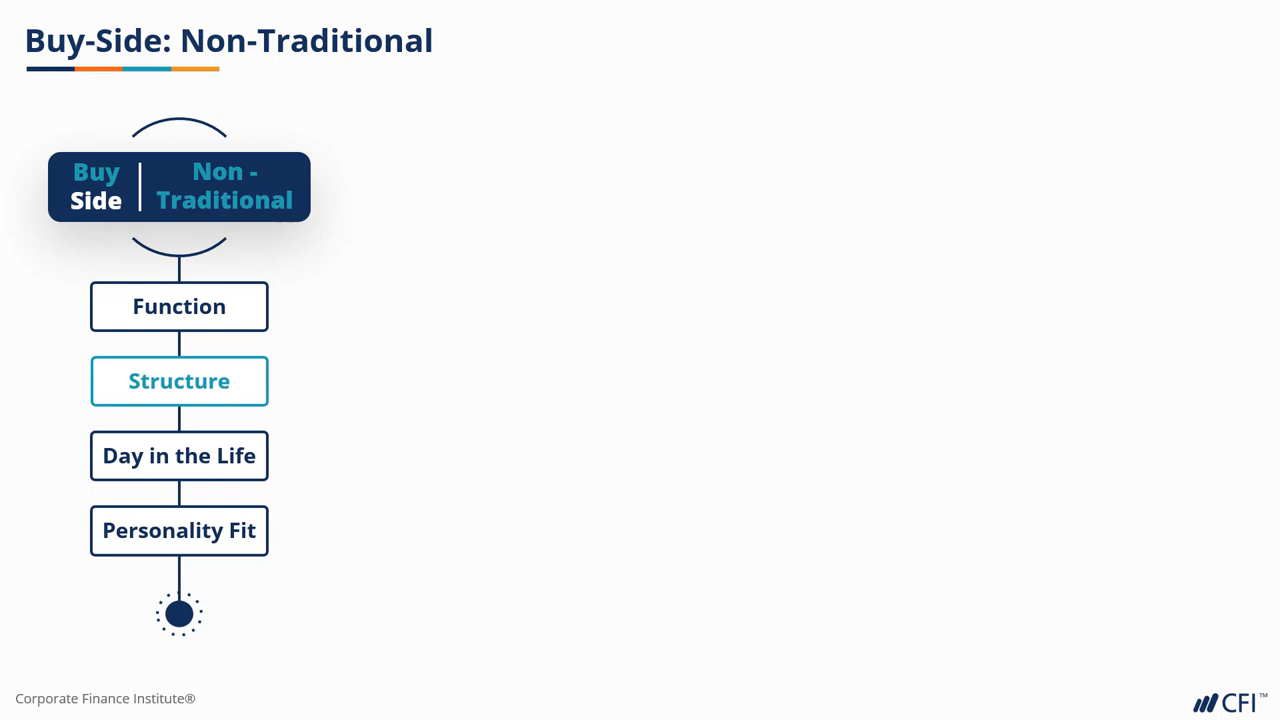 Buy-Side: Non-Traditional
Buy
Side
Non -
Traditional
Function
Structure
Day in the Life
Personality Fit
Corporate Finance Institute®
CFI™